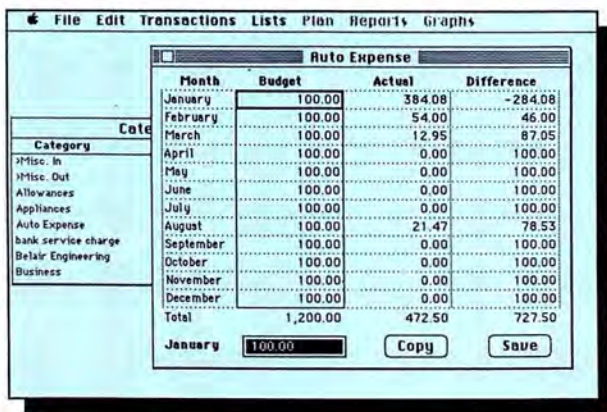 File Edit Transactions Lists Plan Reports Graphs
Auto Expense
Month Budget Actual Difference
January 100.00 384.08 -284.08
February 100.00 54.00 46.00
March 100.00 12.95 87.05
April 100.00 0.00 100.00
May 100.00 0.00 100.00
June 100.00 0.00 100.00
July 100.00 0.00 100.00
August 100.00 21.47 78.53
September 100.00 0.00 100.00
October 100.00 0.00 100.00
November 100.00 0.00 100.00
December 100.00 0.00 100.00
Total 1,200.00 472.50 727.50
January 100.00 Copy Save
Cate
Category
>Misc. In
>Misc. Out
Allowances
Appliances
Auto Expense
bank service charge
Belair Engineering
Business